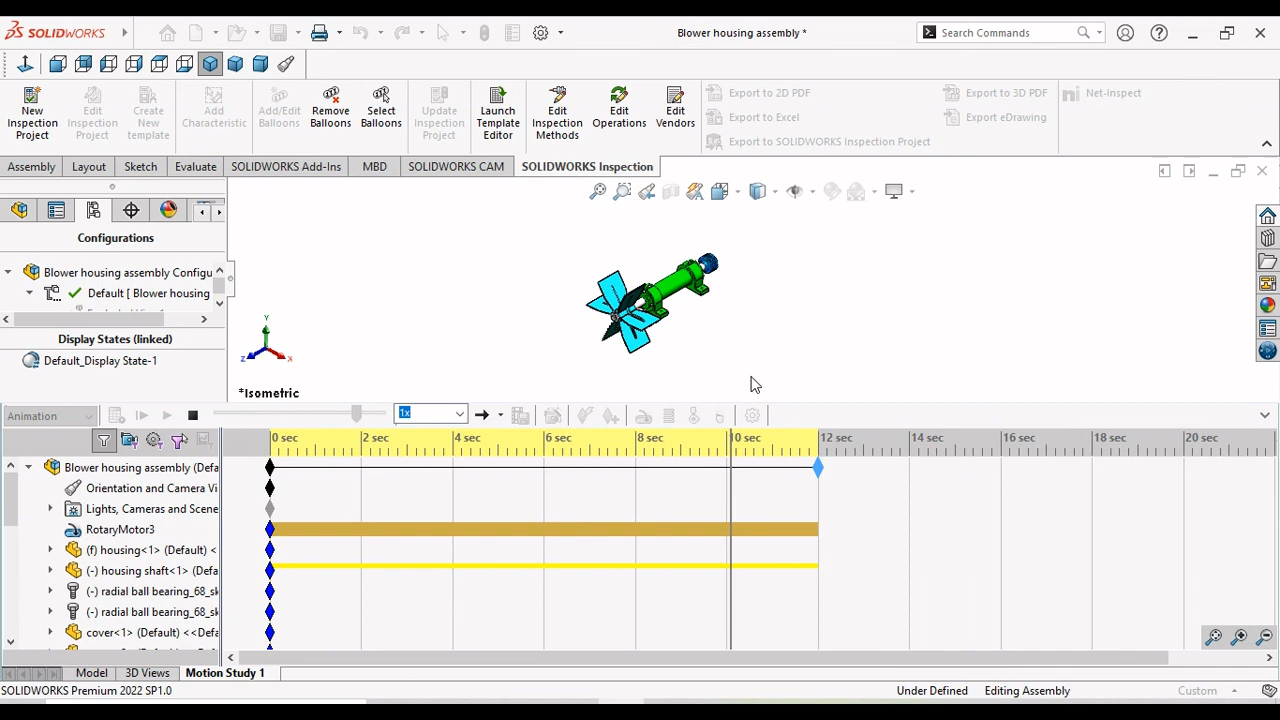 SOLIDWORKS
Blower housing assembly *
Search Commands
New Inspection Project
Edit Inspection Project
Create New template
Add Characteristic
Add/Edit Balloons
Remove Balloons
Select Balloons
Update Inspection Project
Launch Template Editor
Edit Inspection Methods
Edit Operations
Edit Vendors
Export to 2D PDF
Export to Excel
Export to SOLIDWORKS Inspection Project
Export to 3D PDF
Export eDrawing
Net-Inspect
Assembly
Layout
Sketch
Evaluate
SOLIDWORKS Add-Ins
MBD
SOLIDWORKS CAM
SOLIDWORKS Inspection
Configurations
Blower housing assembly Configu
Default [ Blower housing
Display States (linked)
Default_Display State-1
Y
Z
X
*Isometric
Animation
1x
0 sec
2 sec
4 sec
6 sec
8 sec
10 sec
12 sec
14 sec
16 sec
18 sec
20 sec
Blower housing assembly (Defa
Orientation and Camera Vi
Lights, Cameras and Scene
RotaryMotor3
(f) housing<1> (Default) <
(-) housing shaft<1> (Defa
(-) radial ball bearing_68_sk
(-) radial ball bearing_68_sk
cover<1> (Default) <<Defa
Model
3D Views
Motion Study 1
SOLIDWORKS Premium 2022 SP1.0
Under Defined
Editing Assembly
Custom